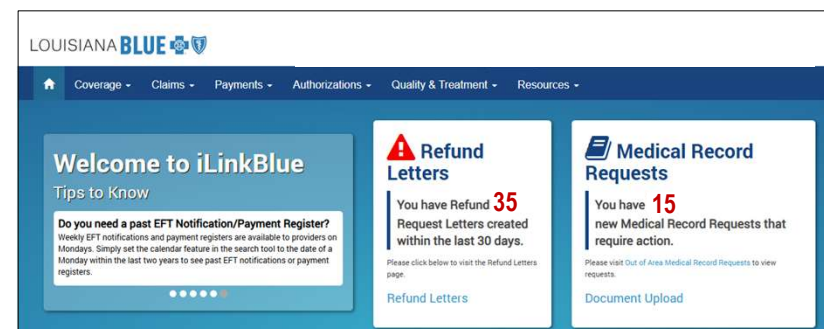 LOUISIANA BLUE
Coverage Claims Payments Authorizations Quality & Treatment Resources
Welcome to iLinkBlue
Tips to Know
Do you need a past EFT Notification/Payment Register?
Weekly EFT notifications and payment registers are available to providers on
Mondays. Simply set the calendar feature in the search tool to the date of a
Monday within the last two years to see past EFT notifications or payment
registers.
Refund
Letters
You have Refund 35
Request Letters created
within the last 30 days.
Please click below to visit the Refund Letters
page.
Refund Letters
Medical Record
Requests
You have 15
new Medical Record Requests that
require action.
Please visit Out of Area Medical Record Requests to view
requests.
Document Upload